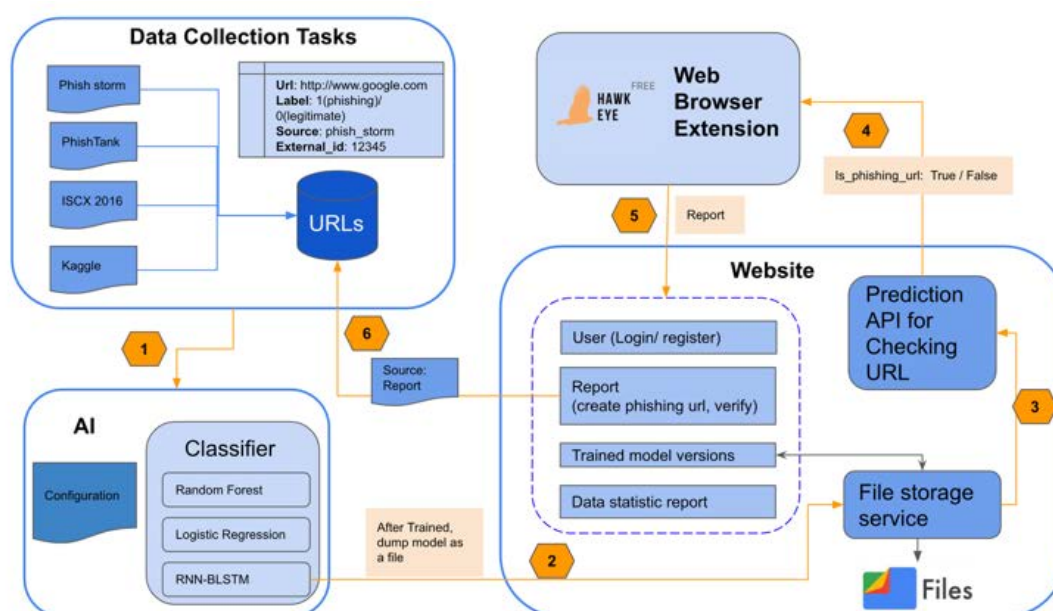 Data Collection Tasks
Phish storm
PhishTank
ISCX 2016
Kaggle
Url: http://www.google.com
Label: 1(phishing)/
0(legitimate)
Source: phish_storm
External_id: 12345
URLs
FREE
HAWK
EYE
Web
Browser
Extension
4
Is_phishing_url: True / False
5
Report
Website
User (Login/ register)
Report
(create phishing url, verify)
Trained model versions
Data statistic report
Prediction
API for
Checking
URL
3
File storage
service
Files
1
6
Source:
Report
AI
Configuration
Classifier
Random Forest
Logistic Regression
RNN-BLSTM
After Trained,
dump model as
a file
2